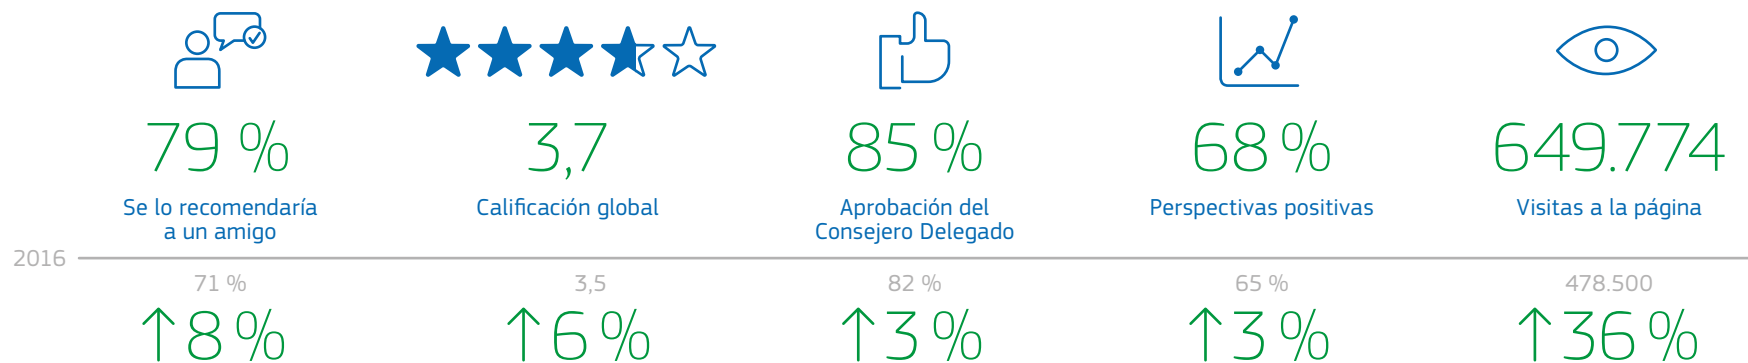 79 % 3,7 85 % 68 % 649.774
Se lo recomendaría Calificación global Aprobación del Perspectivas positivas Visitas a la página
a un amigo Consejero Delegado
2016
71 % 3,5 82 % 65 % 478.500
↑8 % ↑6 % ↑3 % ↑3 % ↑36 %